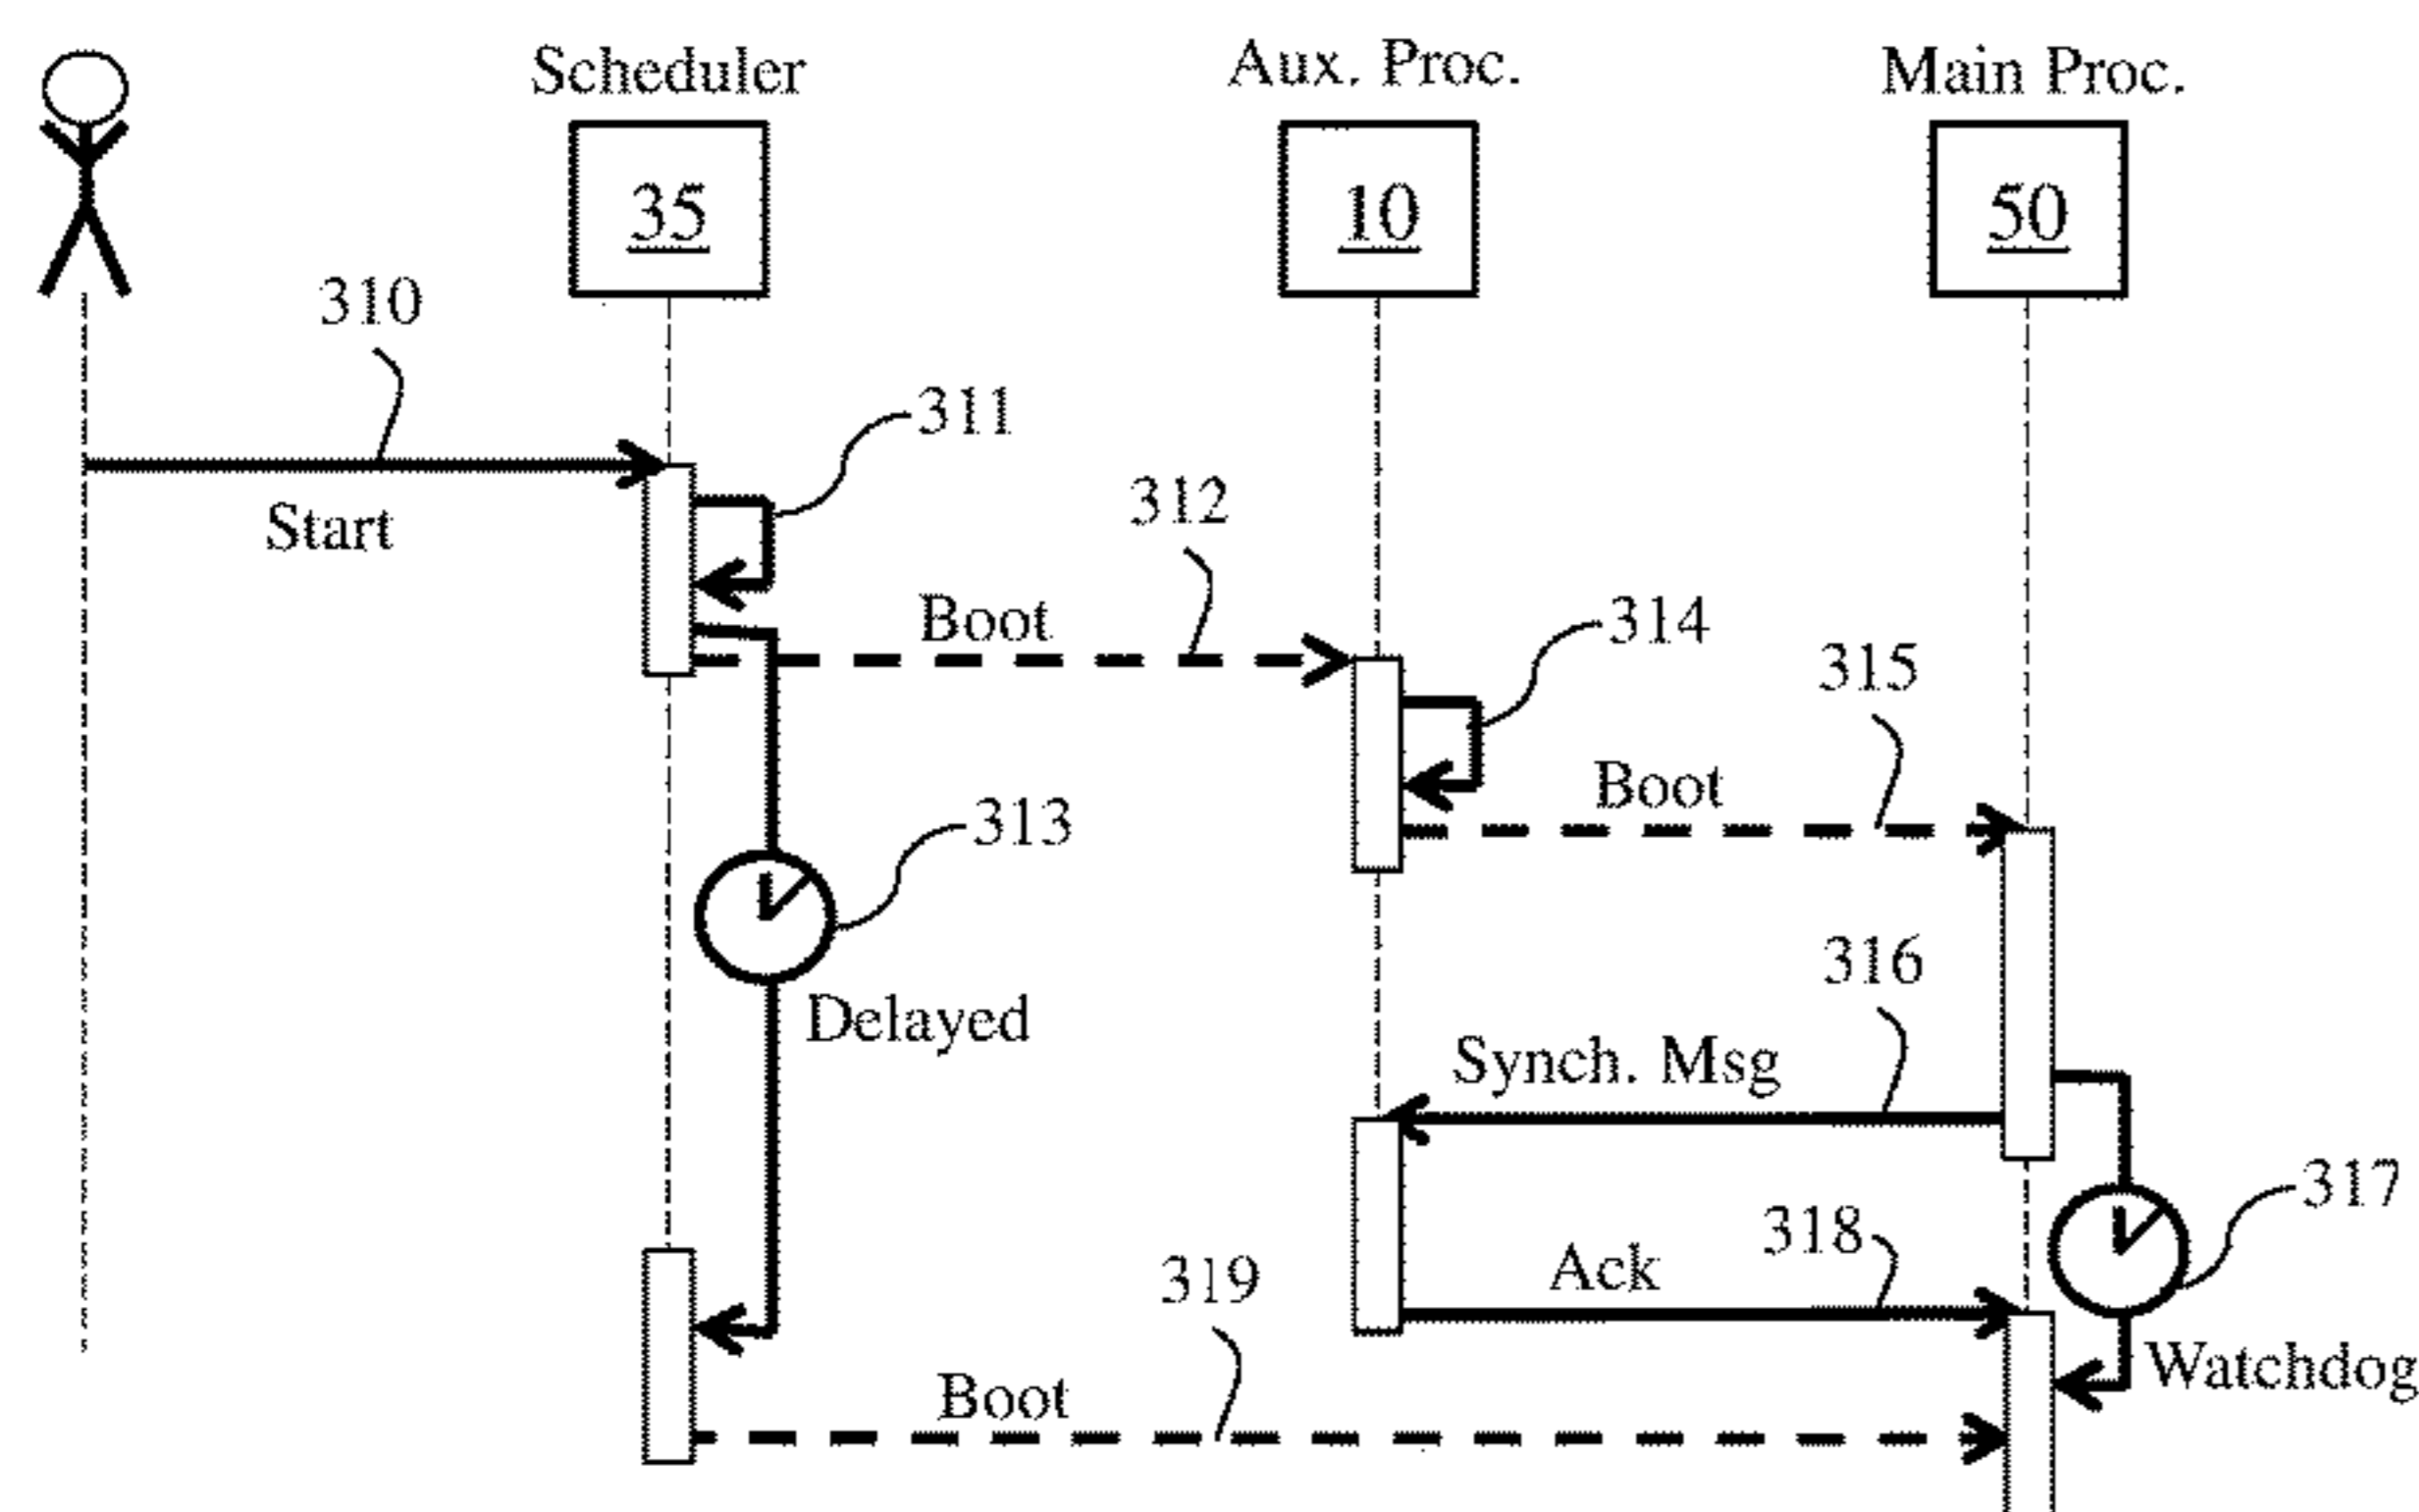 Scheduler
Aux. Proc.
Main Proc.
35
10
50
310
311
Start
312
Boot
314
315
Boot
313
316
Delayed
Synch. Msg
317
318
319
Ack
Watchdog
Boot